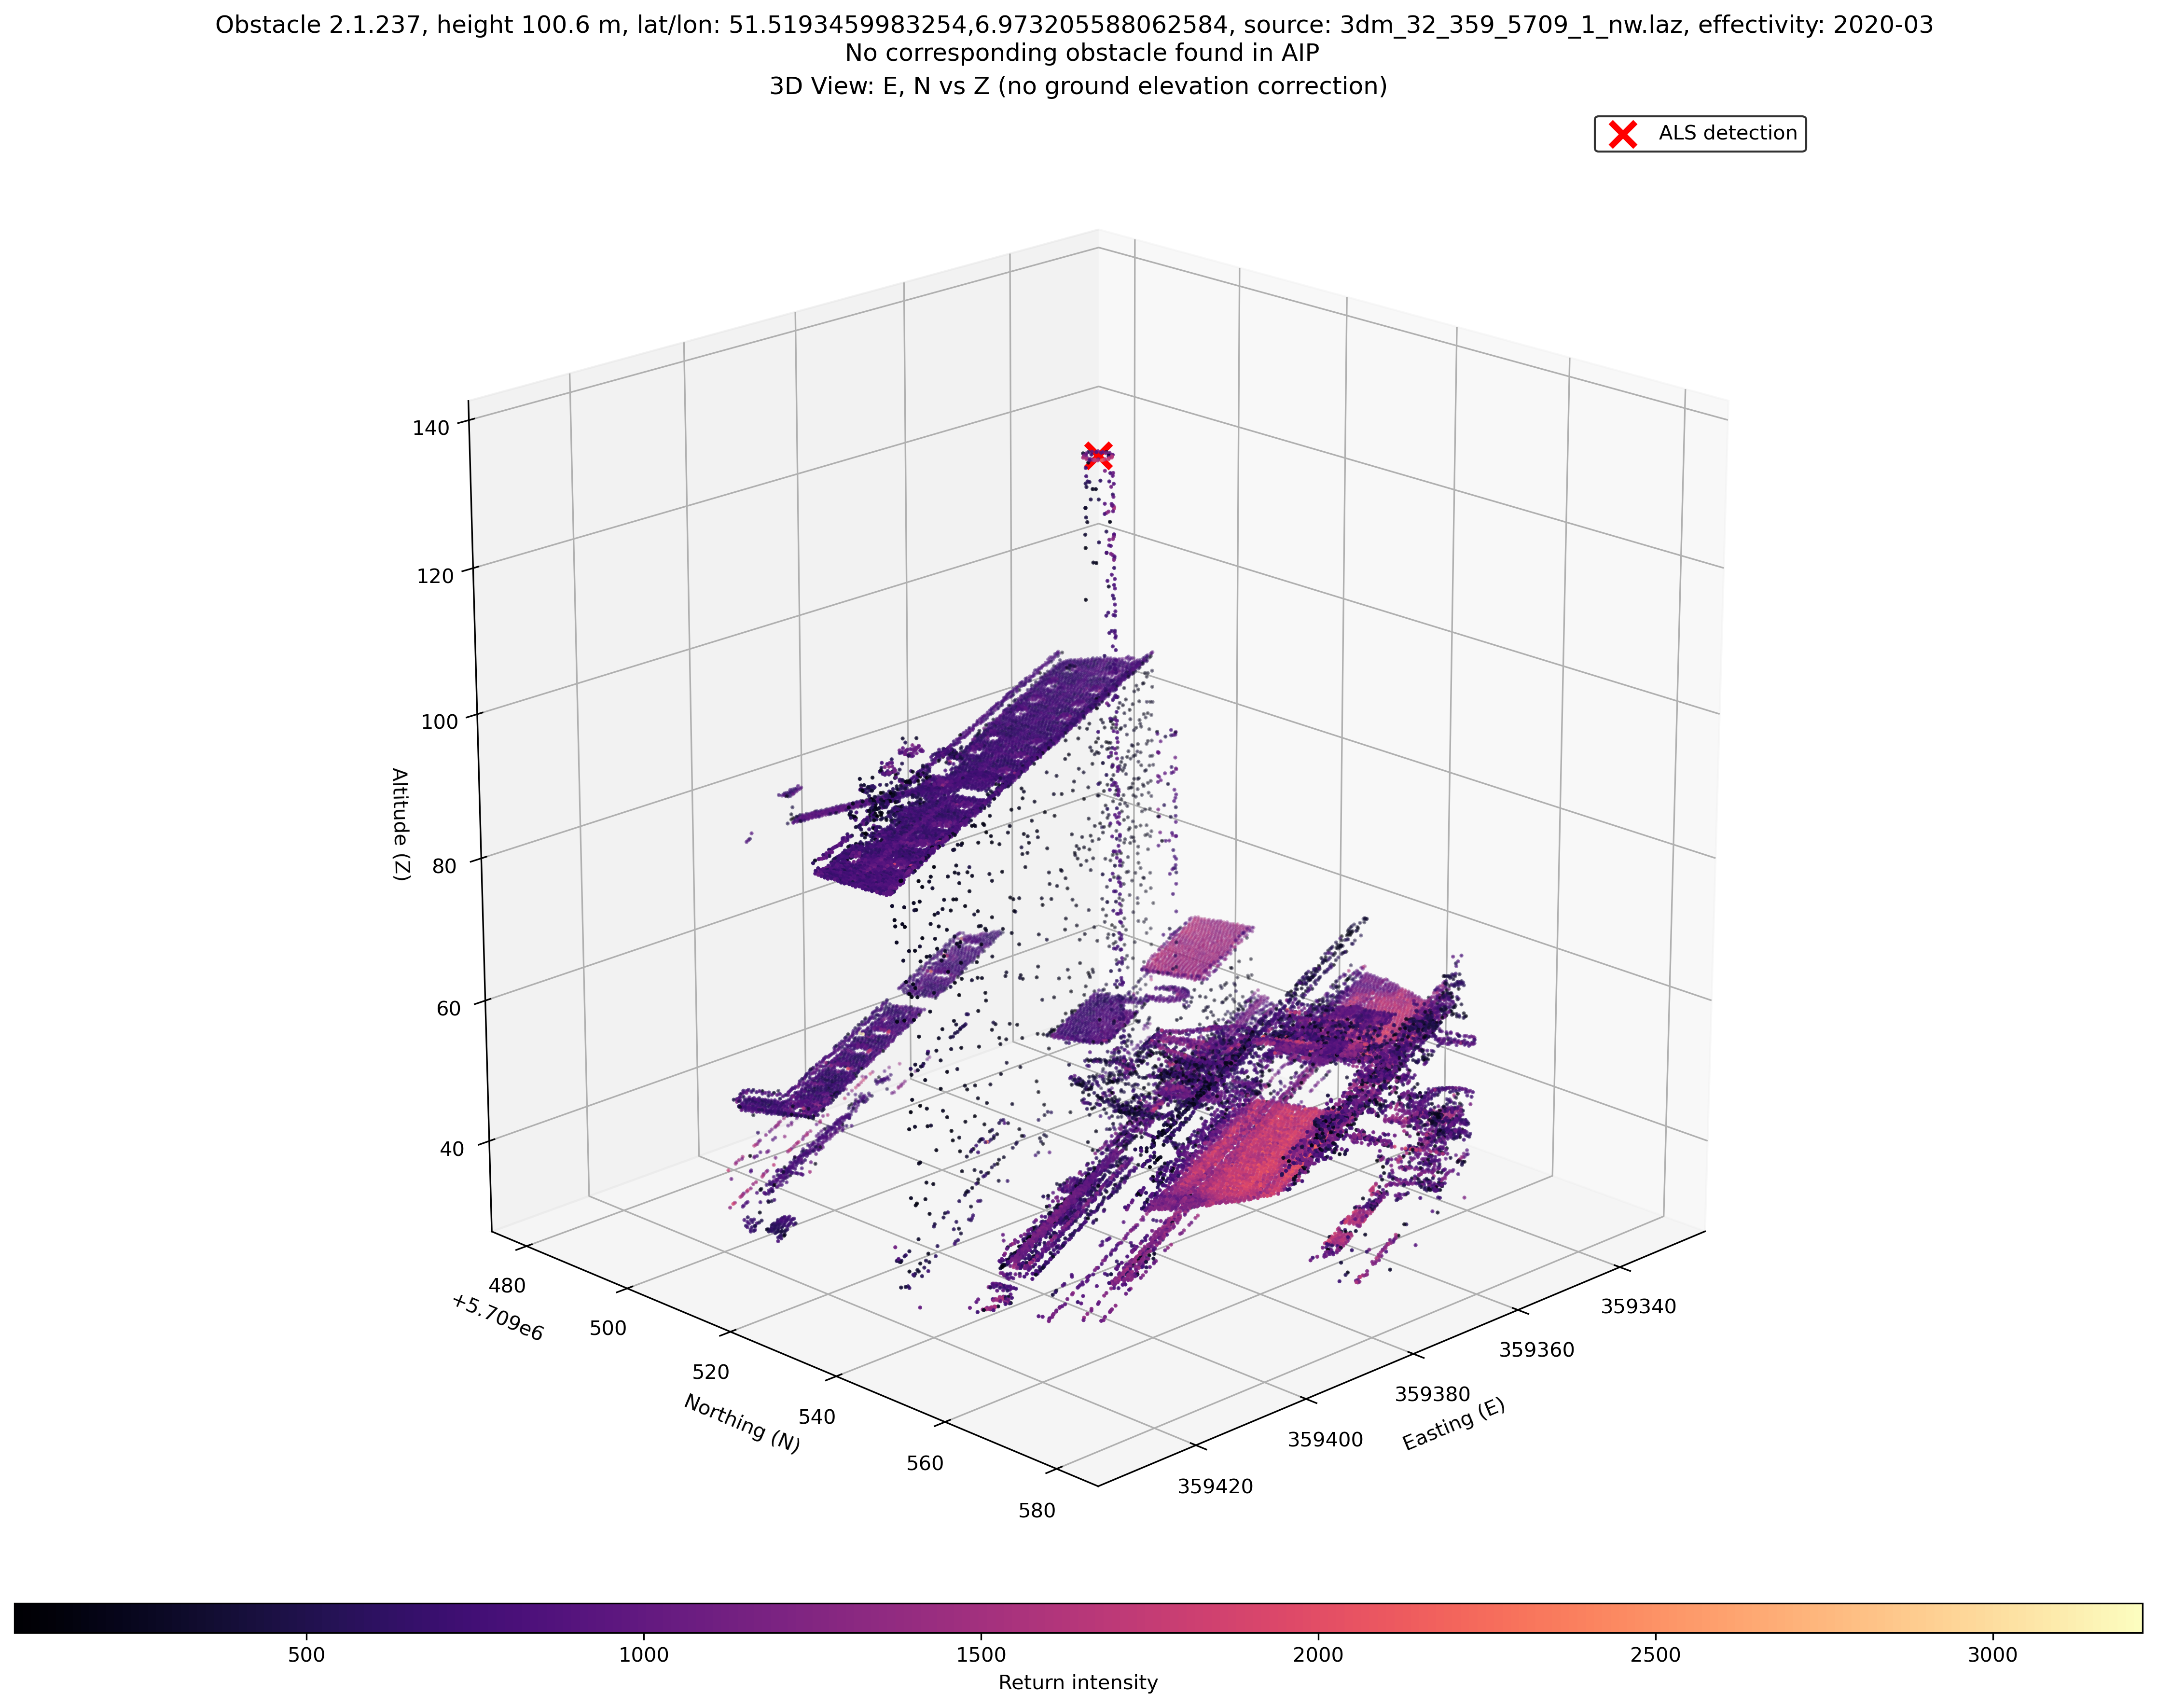 Obstacle 2.1.237, height 100.6 m, lat/lon: 51.5193459983254,6.973205588062584, source: 3dm_32_359_5709_1_nw.laz, effectivity: 2020-03
No corresponding obstacle found in AIP
3D View: E, N vs Z (no ground elevation correction)
ALS detection
140
120
100
80
60
40
Altitude (Z)
480
500
520
540
560
580
+5.709e6
Northing (N)
359340
359360
359380
359400
359420
Easting (E)
500
1000
1500
2000
2500
3000
Return intensity